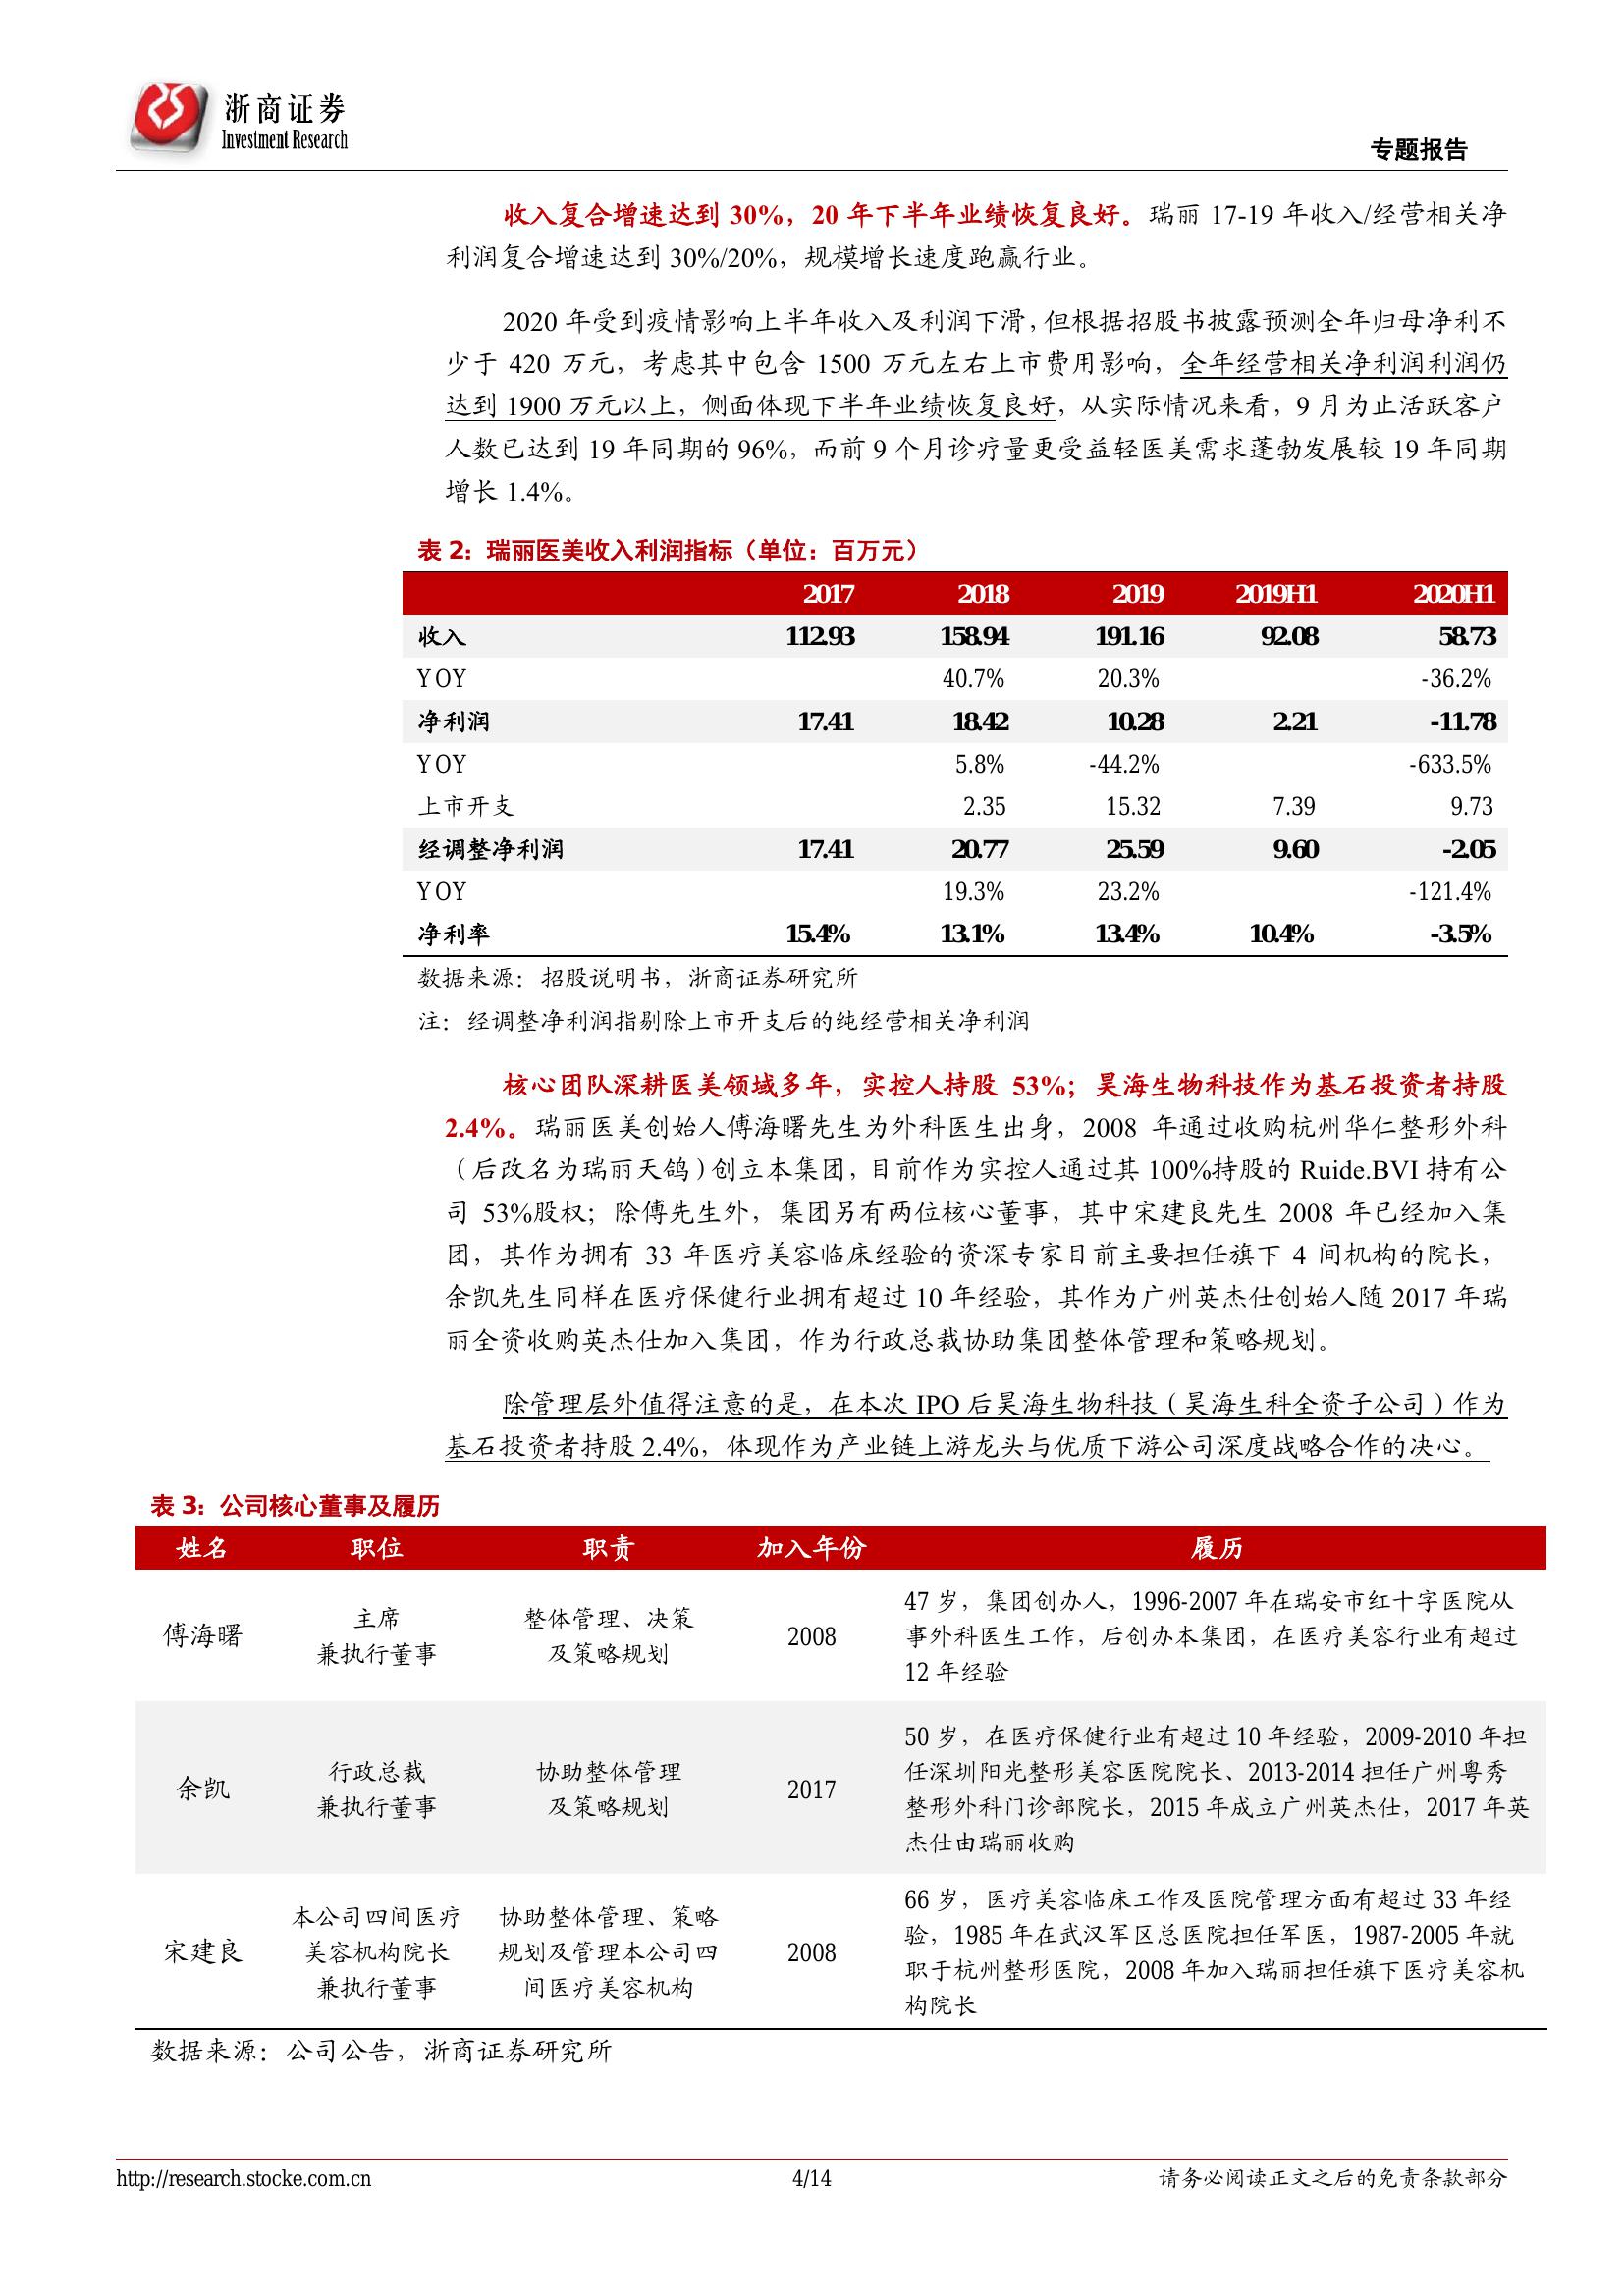 浙商证券
Investment Research
专题报告
收入复合增速达到 30%，20 年下半年业绩恢复良好。瑞丽 17-19 年收入/经营相关净
利润复合增速达到 30%/20%，规模增长速度跑赢行业。
2020 年受到疫情影响上半年收入及利润下滑，但根据招股书披露预测全年归母净利不
少于 420 万元，考虑其中包含 1500 万元左右上市费用影响，全年经营相关净利润利润仍
达到 1900 万元以上，侧面体现下半年业绩恢复良好，从实际情况来看，9 月为止活跃客户
人数已达到 19 年同期的 96%，而前 9 个月诊疗量更受益轻医美需求蓬勃发展较 19 年同期
增长 1.4%。
表 2：瑞丽医美收入利润指标（单位：百万元）
2017 2018 2019 2019H1 2020H1
收入 112.93 158.94 191.16 92.08 58.73
YOY 40.7% 20.3% -36.2%
净利润 17.41 18.42 10.28 2.21 -11.78
YOY 5.8% -44.2% -633.5%
上市开支 2.35 15.32 7.39 9.73
经调整净利润 17.41 20.77 25.59 9.60 -2.05
YOY 19.3% 23.2% -121.4%
净利率 15.4% 13.1% 13.4% 10.4% -3.5%
数据来源：招股说明书，浙商证券研究所
注：经调整净利润指剔除上市开支后的纯经营相关净利润
核心团队深耕医美领域多年，实控人持股 53%；昊海生物科技作为基石投资者持股
2.4%。瑞丽医美创始人傅海曙先生为外科医生出身，2008 年通过收购杭州华仁整形外科
（后改名为瑞丽天鸽）创立本集团，目前作为实控人通过其 100%持股的 Ruide.BVI 持有公
司 53%股权；除傅先生外，集团另有两位核心董事，其中宋建良先生 2008 年已经加入集
团，其作为拥有 33 年医疗美容临床经验的资深专家目前主要担任旗下 4 间机构的院长，
余凯先生同样在医疗保健行业拥有超过 10 年经验，其作为广州英杰仕创始人随 2017 年瑞
丽全资收购英杰仕加入集团，作为行政总裁协助集团整体管理和策略规划。
除管理层外值得注意的是，在本次 IPO 后昊海生物科技（昊海生科全资子公司）作为
基石投资者持股 2.4%，体现作为产业链上游龙头与优质下游公司深度战略合作的决心。
表 3：公司核心董事及履历
姓名 职位 职责 加入年份 履历
傅海曙
主席
兼执行董事
整体管理、决策
及策略规划
2008
47 岁，集团创办人，1996-2007 年在瑞安市红十字医院从
事外科医生工作，后创办本集团，在医疗美容行业有超过
12 年经验
余凯
行政总裁
兼执行董事
协助整体管理
及策略规划
2017
50 岁，在医疗保健行业有超过 10 年经验，2009-2010 年担
任深圳阳光整形美容医院院长、2013-2014 担任广州粤秀
整形外科门诊部院长，2015 年成立广州英杰仕，2017 年英
杰仕由瑞丽收购
宋建良
本公司四间医疗
美容机构院长
兼执行董事
协助整体管理、策略
规划及管理本公司四
间医疗美容机构
2008
66 岁，医疗美容临床工作及医院管理方面有超过 33 年经
验，1985 年在武汉军区总医院担任军医，1987-2005 年就
职于杭州整形医院，2008 年加入瑞丽担任旗下医疗美容机
构院长
数据来源：公司公告，浙商证券研究所
http://research.stocke.com.cn
4/14
请务必阅读正文之后的免责条款部分